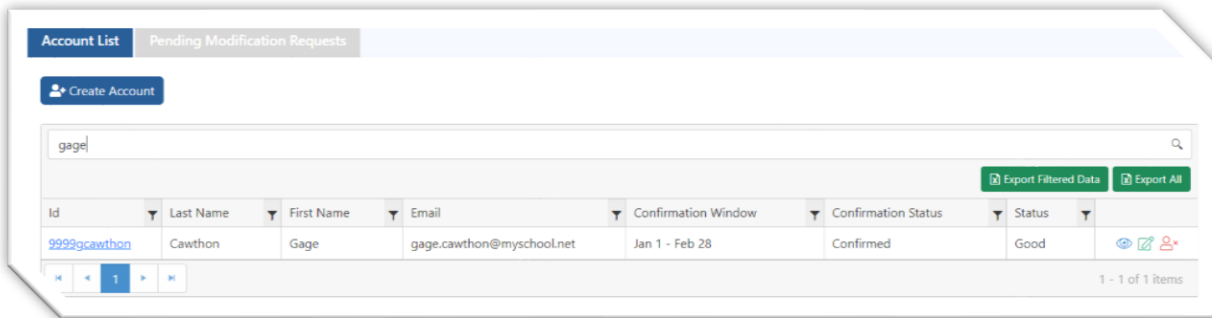 Account List Pending Modification Requests
Create Account
gage
Export Filtered Data Export All
Id Last Name First Name Email Confirmation Window Confirmation Status Status
9999gcawthon Cawthon Gage gage.cawthon@myschool.net Jan 1 - Feb 28 Confirmed Good
1 1 - 1 of 1 items